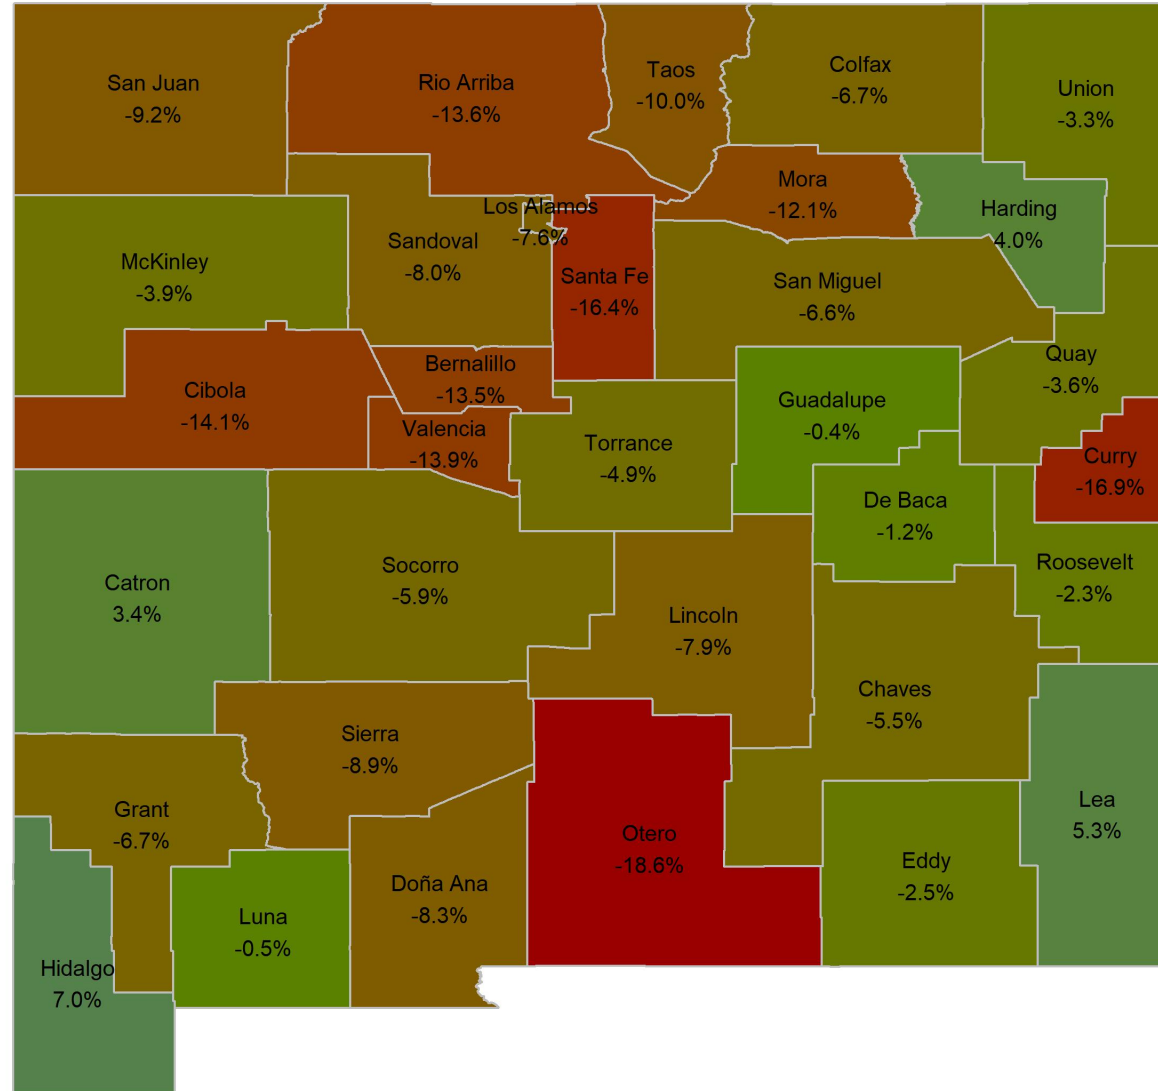 San Juan
-9.2%
Rio Arriba
-13.6%
Taos
-10.0%
Colfax
-6.7%
Union
-3.3%
Mora
-12.1%
Harding
4.0%
Los Alamos
-7.6%
Sandoval
-8.0%
McKinley
-3.9%
Santa Fe
-16.4%
San Miguel
-6.6%
Quay
-3.6%
Bernalillo
-13.5%
Cibola
-14.1%
Guadalupe
-0.4%
Valencia
-13.9%
Torrance
-4.9%
Curry
-16.9%
De Baca
-1.2%
Roosevelt
-2.3%
Catron
3.4%
Socorro
-5.9%
Lincoln
-7.9%
Chaves
-5.5%
Sierra
-8.9%
Grant
-6.7%
Otero
-18.6%
Lea
5.3%
Eddy
-2.5%
Doña Ana
-8.3%
Luna
-0.5%
Hidalgo
7.0%